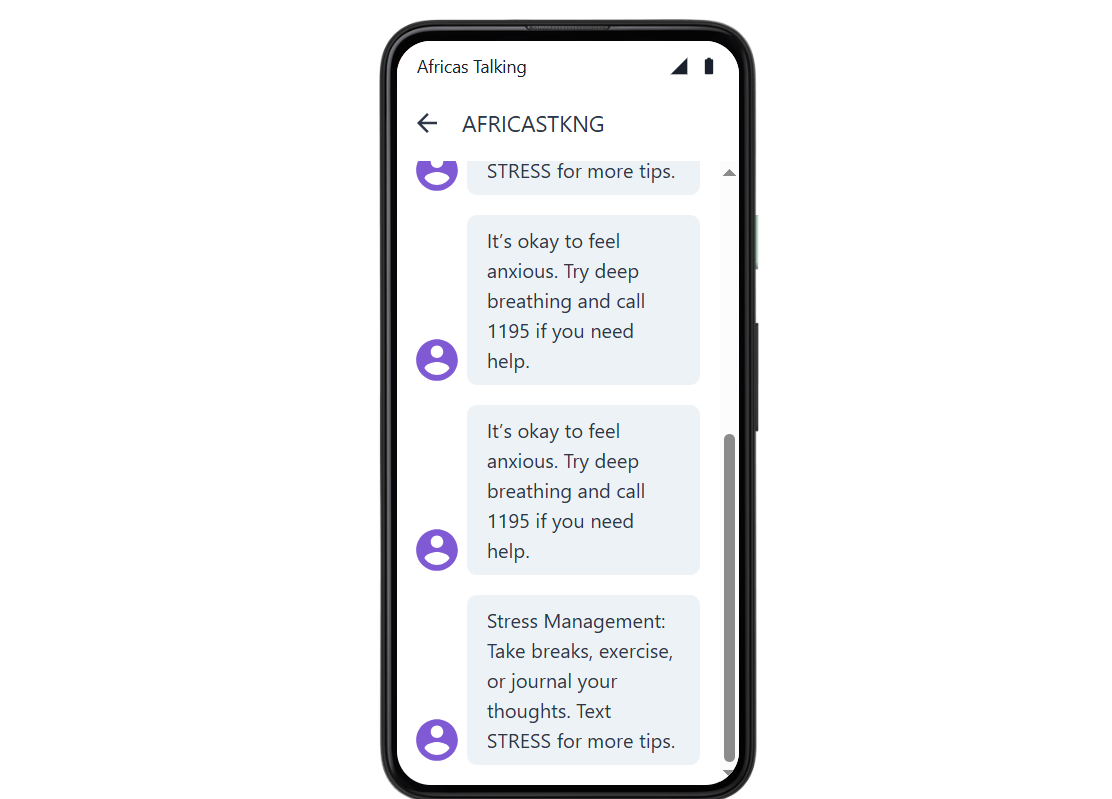 Africas Talking
AFRICASTKNG
STRESS for more tips.
It’s okay to feel
anxious. Try deep
breathing and call
1195 if you need
help.
It’s okay to feel
anxious. Try deep
breathing and call
1195 if you need
help.
Stress Management:
Take breaks, exercise,
or journal your
thoughts. Text
STRESS for more tips.